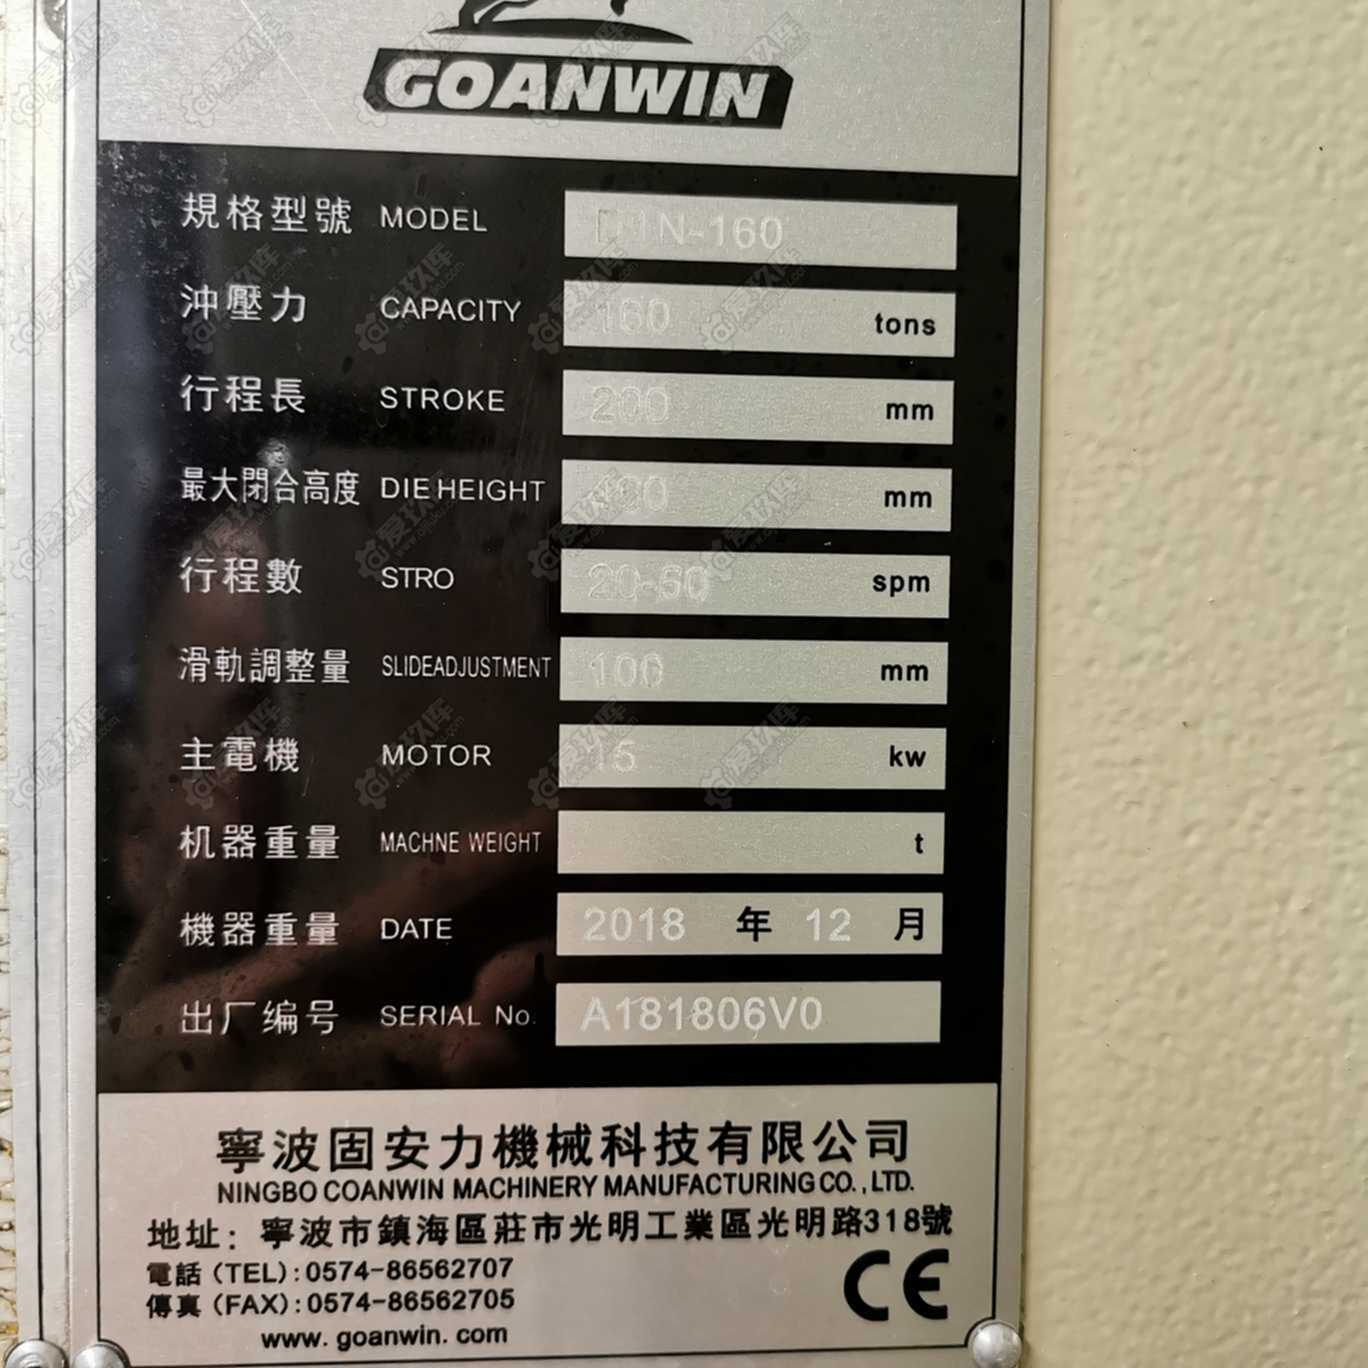 GOANWIN
規格型號 MODEL D1N-160
沖壓力 CAPACITY 160 tons
行程長 STROKE 200 mm
最大閉合高度 DIE HEIGHT 400 mm
行程數 STRO 20-60 spm
滑軌調整量 SLIDEADJUSTMENT 100 mm
主電機 MOTOR 15 kw
机器重量 MACHNE WEIGHT t
機器重量 DATE 2018 年 12 月
出厂编号 SERIAL No. A181806V0
寧波固安力機械科技有限公司
NINGBO COANWIN MACHINERY MANUFACTURING CO., LTD.
地址: 寧波市鎮海區莊市光明工業區光明路318號
電話 (TEL):0574-86562707
傳真 (FAX):0574-86562705
www.goanwin.com
CE